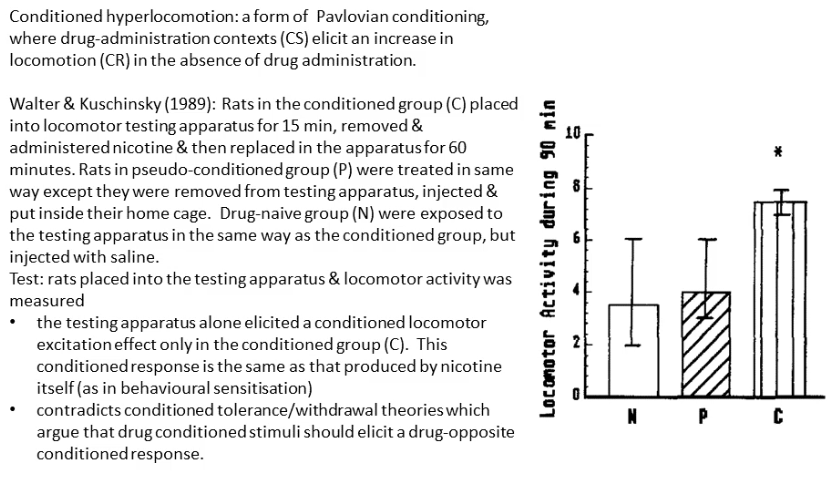 Conditioned hyperlocomotion: a form of Pavlovian conditioning,
where drug-administration contexts (CS) elicit an increase in
locomotion (CR) in the absence of drug administration.
Walter & Kuschinsky (1989): Rats in the conditioned group (C) placed
into locomotor testing apparatus for 15 min, removed &
administered nicotine & then replaced in the apparatus for 60
minutes. Rats in pseudo-conditioned group (P) were treated in same
way except they were removed from testing apparatus, injected &
put inside their home cage. Drug-naive group (N) were exposed to
the testing apparatus in the same way as the conditioned group, but
injected with saline.
Test: rats placed into the testing apparatus & locomotor activity was
measured
• the testing apparatus alone elicited a conditioned locomotor
excitation effect only in the conditioned group (C). This
conditioned response is the same as that produced by nicotine
itself (as in behavioural sensitisation)
• contradicts conditioned tolerance/withdrawal theories which
argue that drug conditioned stimuli should elicit a drug-opposite
conditioned response.
Locomotor Activity during 90 min
10
8
6
4
2
0
*
N P C